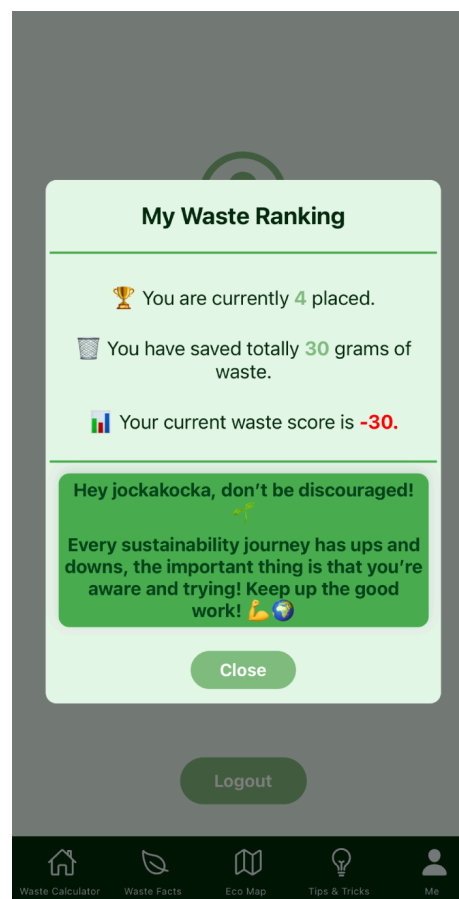 My Waste Ranking
🏆 You are currently 4 placed.
🗑️ You have saved totally 30 grams of
waste.
📊 Your current waste score is -30.
Hey jockakocka, don’t be discouraged!
🌱
Every sustainability journey has ups and
downs, the important thing is that you’re
aware and trying! Keep up the good
work! 💪🌍
Close
Logout
Waste Calculator
Waste Facts
Eco Map
Tips & Tricks
Me